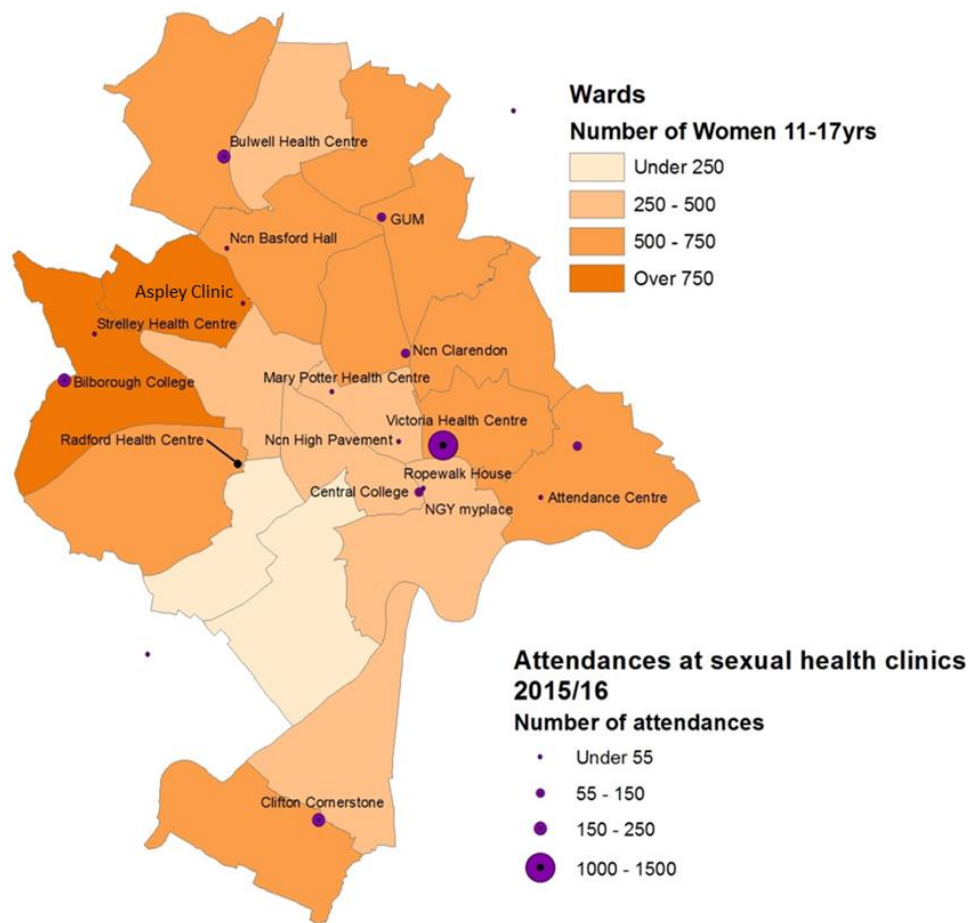 Wards
Number of Women 11-17yrs
Under 250
250 - 500
500 - 750
Over 750
Bulwell Health Centre
GUM
Ncn Basford Hall
Aspley Clinic
Strelley Health Centre
Ncn Clarendon
Mary Potter Health Centre
Bilborough College
Victoria Health Centre
Radford Health Centre
Ncn High Pavement
Ropewalk House
Central College
Attendance Centre
NGY myplace
Clifton Cornerstone
Attendances at sexual health clinics
2015/16
Number of attendances
Under 55
55 - 150
150 - 250
1000 - 1500